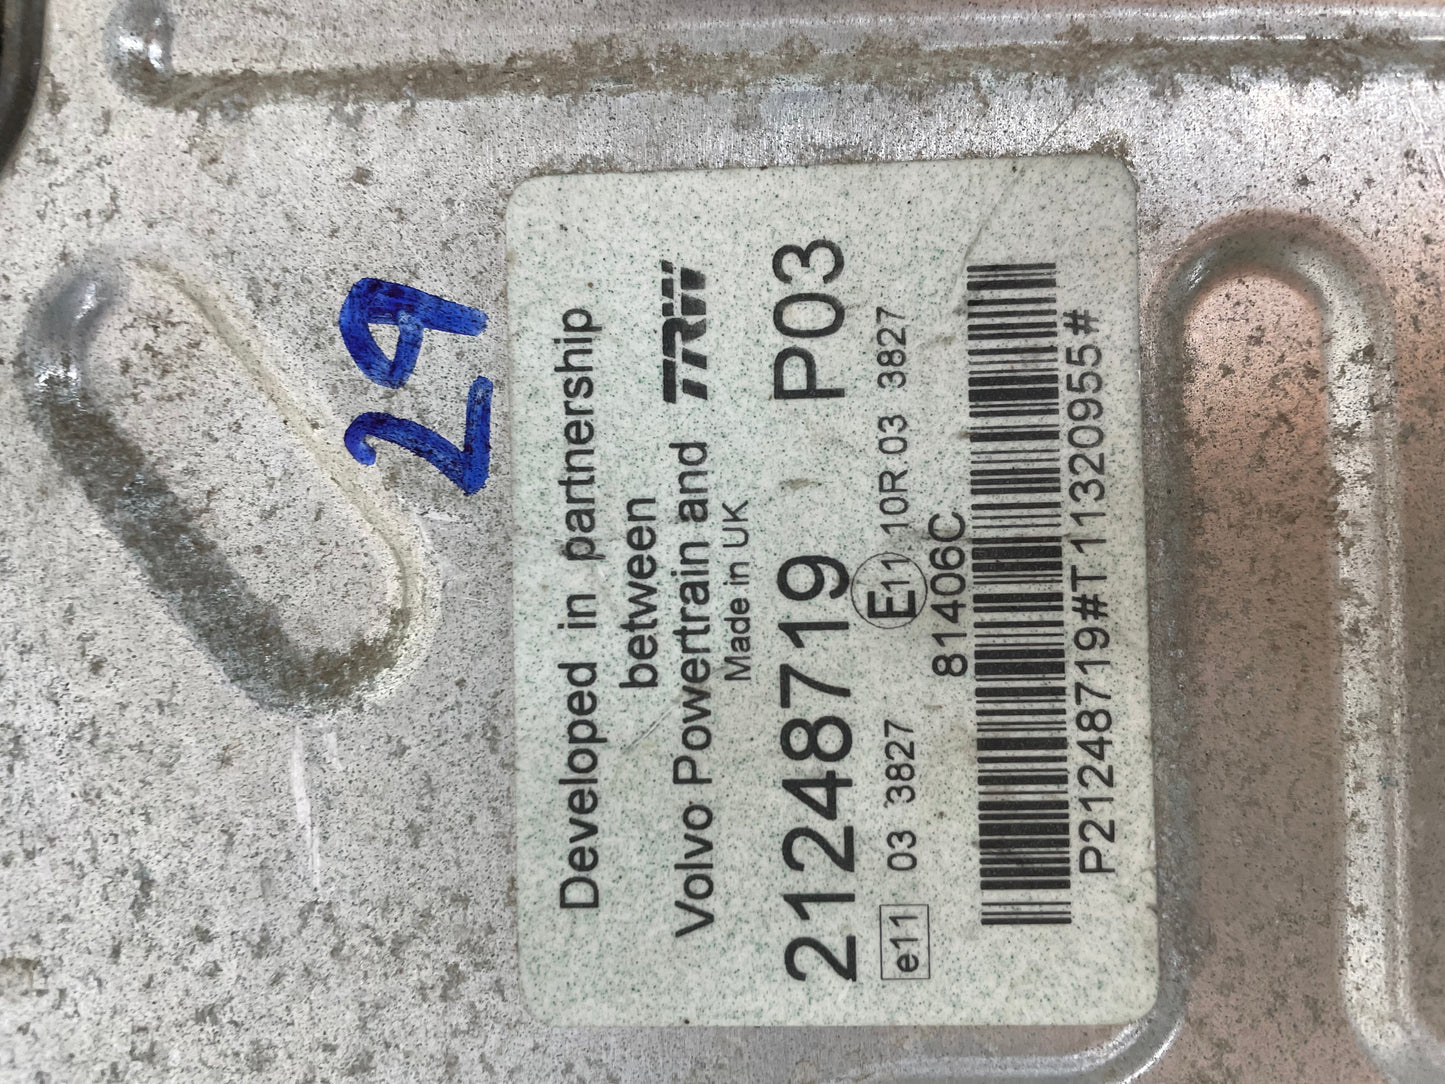 29
Developed in partnership
between
Volvo Powertrain and TRW
Made in UK
21248719 P03
e11 03 3827 E11 10R 03 3827
81406C
P21248719#T11320955#